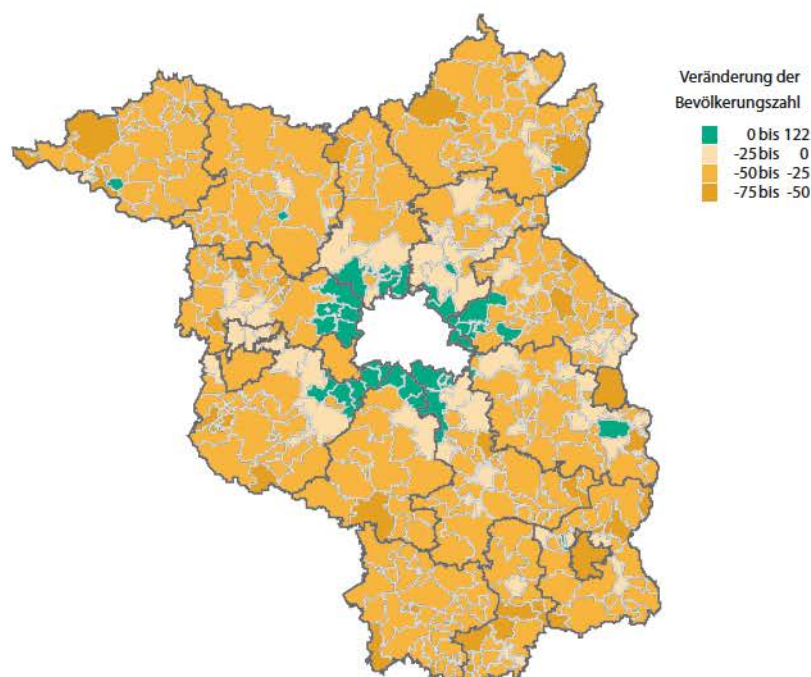 Veränderung der
Bevölkerungszahl
0 bis 122
-25 bis 0
-50 bis -25
-75 bis -50